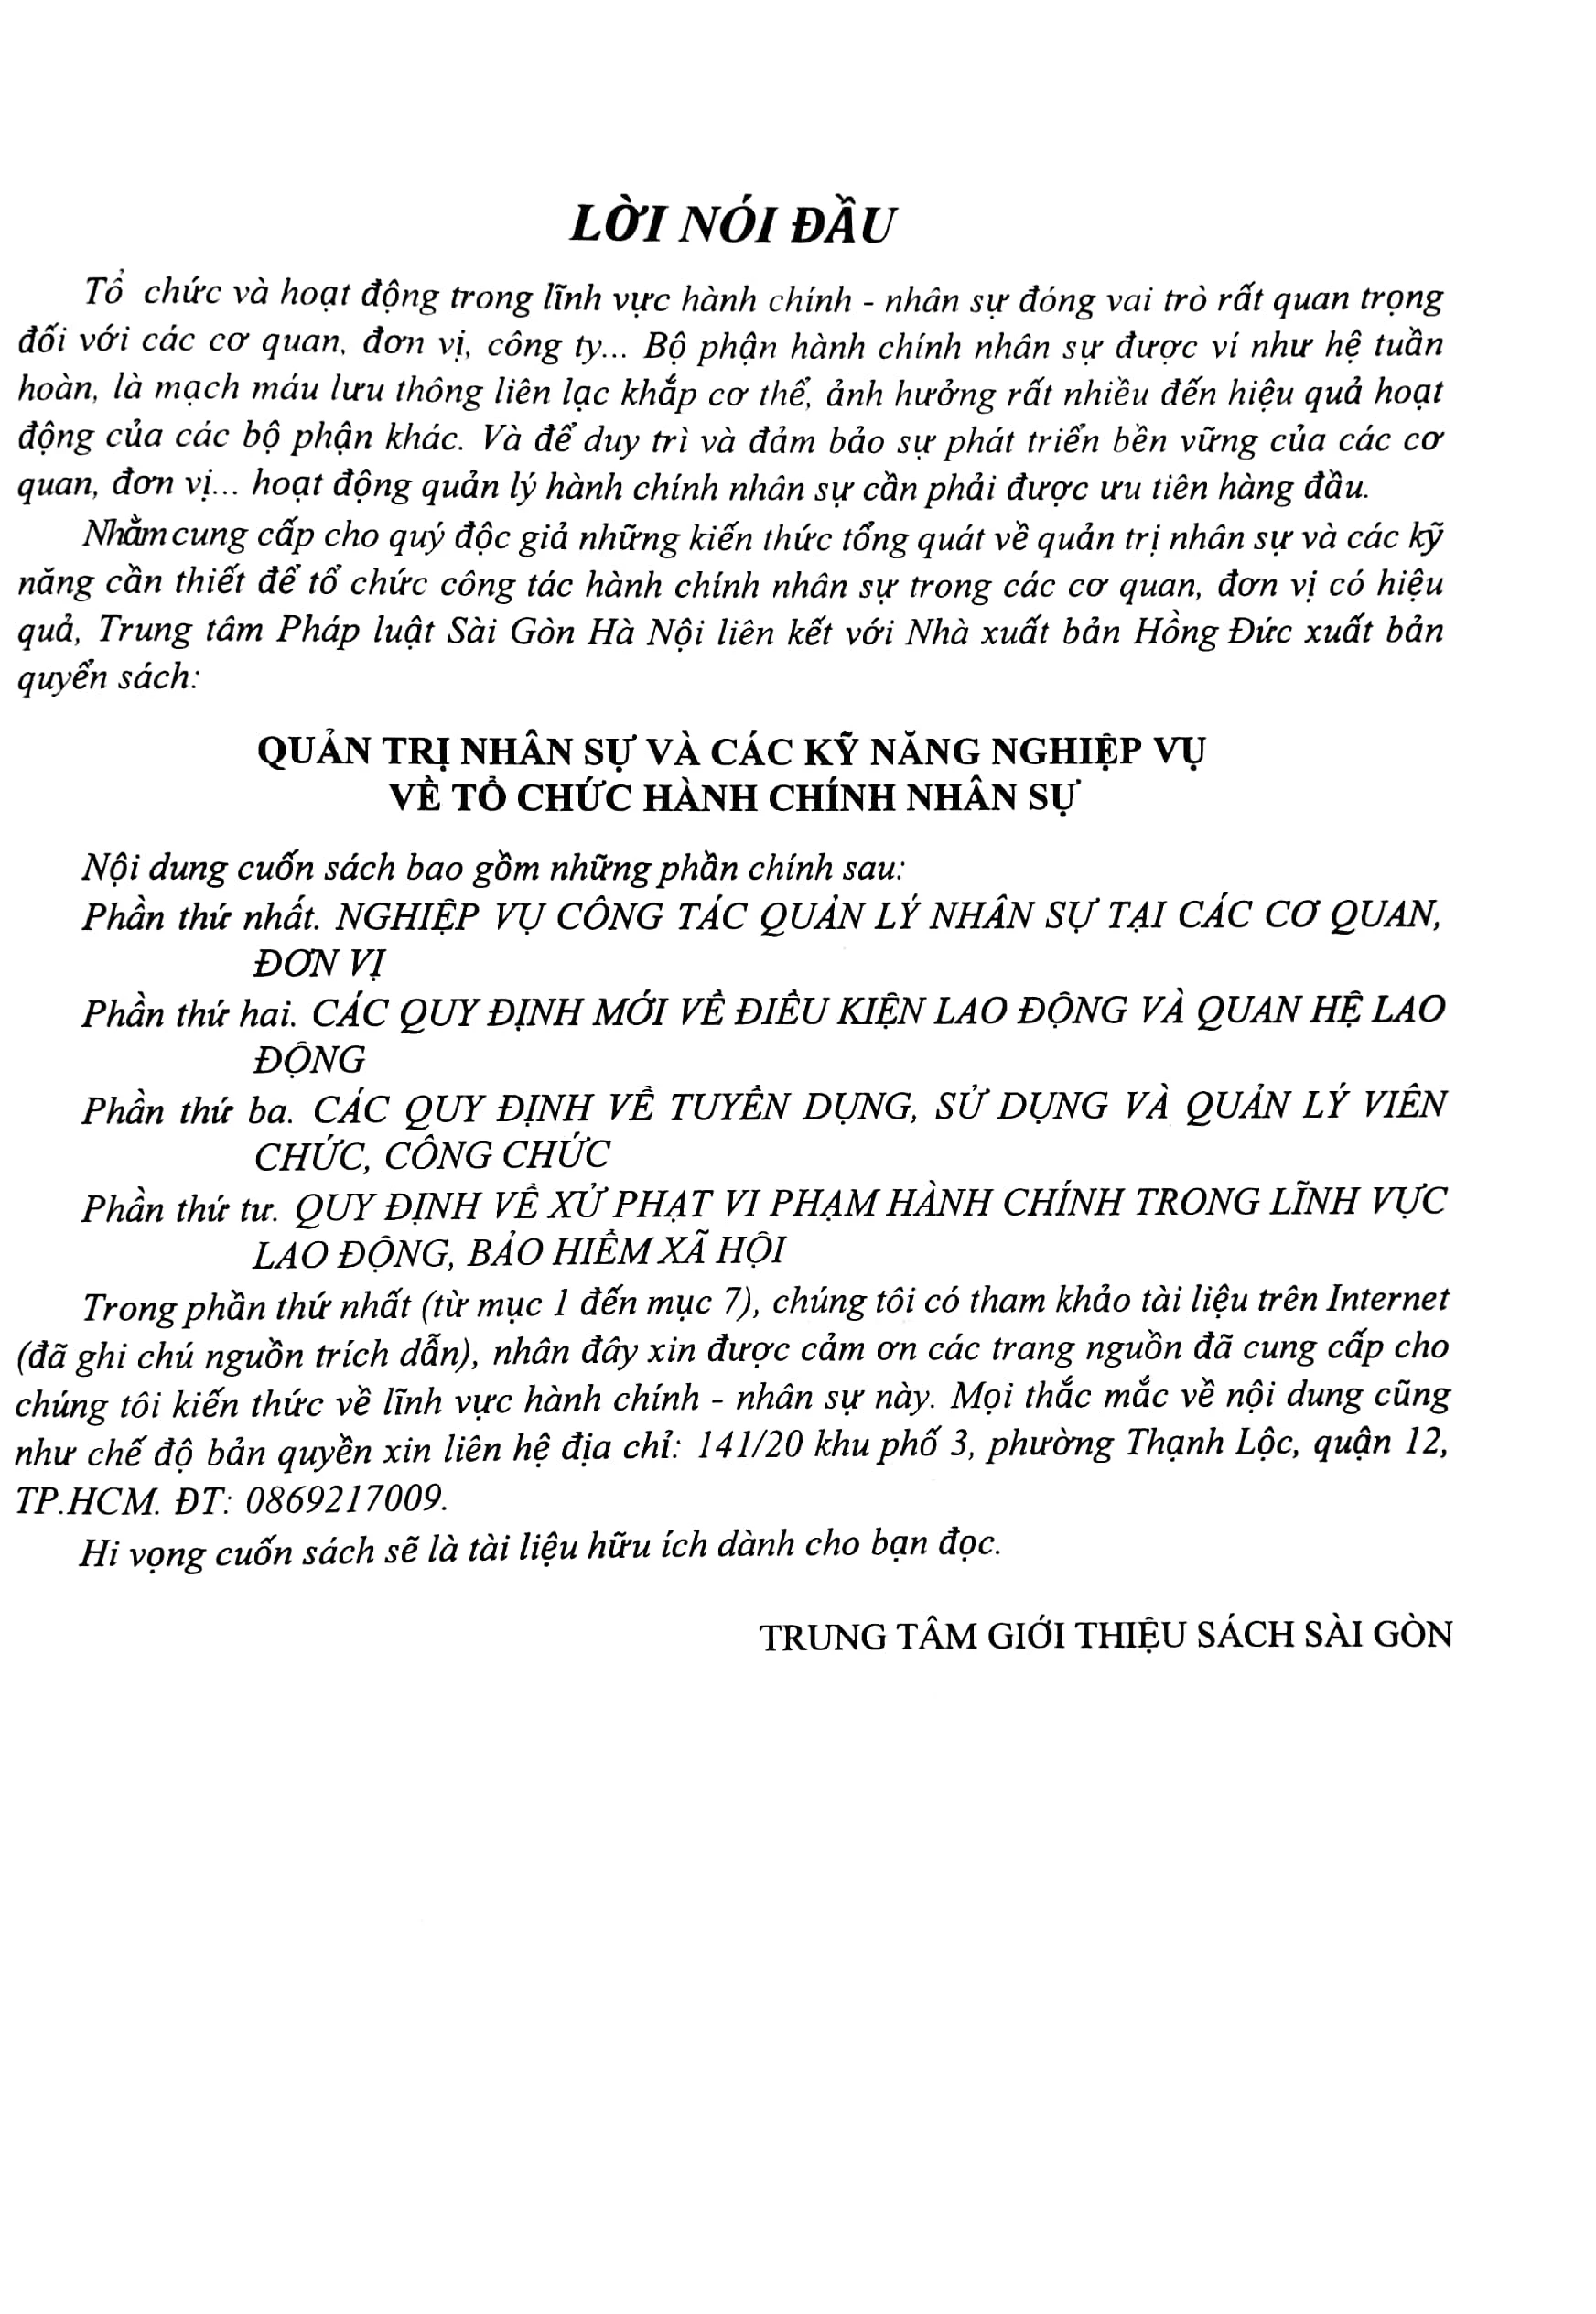 LỜI NÓI ĐẦU
Tổ chức và hoạt động trong lĩnh vực hành chính - nhân sự đóng vai trò rất quan trọng
đối với các cơ quan, đơn vị, công ty... Bộ phận hành chính nhân sự được ví như hệ tuần
hoàn, là mạch máu lưu thông liên lạc khắp cơ thể, ảnh hưởng rất nhiều đến hiệu quả hoạt
động của các bộ phận khác. Và để duy trì và đảm bảo sự phát triển bền vững của các cơ
quan, đơn vị... hoạt động quản lý hành chính nhân sự cần phải được ưu tiên hàng đầu.
Nhằm cung cấp cho quý độc giả những kiến thức tổng quát về quản trị nhân sự và các kỹ
năng cần thiết để tổ chức công tác hành chính nhân sự trong các cơ quan, đơn vị có hiệu
quả, Trung tâm Pháp luật Sài Gòn Hà Nội liên kết với Nhà xuất bản Hồng Đức xuất bản
quyển sách:
QUẢN TRỊ NHÂN SỰ VÀ CÁC KỸ NĂNG NGHIỆP VỤ
VỀ TỔ CHỨC HÀNH CHÍNH NHÂN SỰ
Nội dung cuốn sách bao gồm những phần chính sau:
Phần thứ nhất. NGHIỆP VỤ CÔNG TÁC QUẢN LÝ NHÂN SỰ TẠI CÁC CƠ QUAN,
ĐƠN VỊ
Phần thứ hai. CÁC QUY ĐỊNH MỚI VỀ ĐIỀU KIỆN LAO ĐỘNG VÀ QUAN HỆ LAO
ĐỘNG
Phần thứ ba. CÁC QUY ĐỊNH VỀ TUYỂN DỤNG, SỬ DỤNG VÀ QUẢN LÝ VIÊN
CHỨC, CÔNG CHỨC
Phần thứ tư. QUY ĐỊNH VỀ XỬ PHẠT VI PHẠM HÀNH CHÍNH TRONG LĨNH VỰC
LAO ĐỘNG, BẢO HIỂM XÃ HỘI
Trong phần thứ nhất (từ mục 1 đến mục 7), chúng tôi có tham khảo tài liệu trên Internet
(đã ghi chú nguồn trích dẫn), nhân đây xin được cảm ơn các trang nguồn đã cung cấp cho
chúng tôi kiến thức về lĩnh vực hành chính - nhân sự này. Mọi thắc mắc về nội dung cũng
như chế độ bản quyền xin liên hệ địa chỉ: 141/20 khu phố 3, phường Thạnh Lộc, quận 12,
TP.HCM. ĐT: 0869217009.
Hi vọng cuốn sách sẽ là tài liệu hữu ích dành cho bạn đọc.
TRUNG TÂM GIỚI THIỆU SÁCH SÀI GÒN